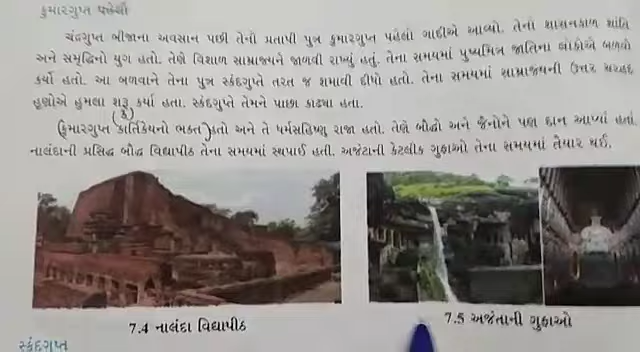 કુમારગુપ્ત પહેલો
ચંદ્રગુપ્ત બીજાના અવસાન પછી તેનો પ્રતાપી પુત્ર કુમારગુપ્ત પહેલો ગાદીએ આવ્યો. તેનો શાસનકાળ શાંતિ
અને સમૃદ્ધિનો યુગ હતો. તેણે વિશાળ સામ્રાજ્યને જાળવી રાખ્યું હતું. તેના સમયમાં પુષ્યમિત્ર જાતિના લોકોએ બળવો
કર્યો હતો. આ બળવાને તેના પુત્ર સ્કંદગુપ્તે તરત જ શમાવી દીધો હતો. તેના સમયમાં સામ્રાજ્યની ઉત્તર સરહદે
હૂણોએ હુમલા શરૂ કર્યા હતા. સ્કંદગુપ્તે તેમને પાછા કાઢ્યા હતા.
(કુમારગુપ્ત કાર્તિકેયનો ભક્ત) હતો અને તે ધર્મસહિષ્ણુ રાજા હતો. તેણે બૌદ્ધો અને જૈનોને પણ દાન આપ્યાં હતાં.
નાલંદાની પ્રસિદ્ધ બૌદ્ધ વિદ્યાપીઠ તેના સમયમાં સ્થપાઈ હતી. અજંટાની કેટલીક ગુફાઓ તેના સમયમાં તૈયાર થઈ.
7.4 નાલંદા વિદ્યાપીઠ
7.5 અજંતાની ગુફાઓ
સ્કંદગુપ્ત